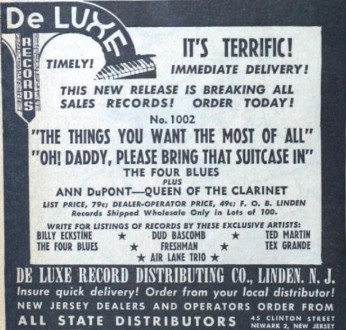 De LUXE
RECORDS
IT'S TERRIFIC!
TIMELY! IMMEDIATE DELIVERY!
THIS NEW RELEASE IS BREAKING ALL
SALES RECORDS! ORDER TODAY!
No. 1002
"THE THINGS YOU WANT THE MOST OF ALL"
"OH! DADDY, PLEASE BRING THAT SUITCASE IN"
THE FOUR BLUES
PLUS
ANN DuPONT—QUEEN OF THE CLARINET
LIST PRICE, 79c; DEALER-OPERATOR PRICE, 49c; F. O. B. LINDEN
Records Shipped Wholesale Only in Lots of 100.
WRITE FOR LISTINGS OF RECORDS BY THESE EXCLUSIVE ARTISTS:
BILLY ECKSTINE ★ DUD BASCOMB ★ TED MARTIN
THE FOUR BLUES ★ FRESHMAN ★ TEX GRANDE
★ AIR LANE TRIO ★
DE LUXE RECORD DISTRIBUTING CO., LINDEN. N. J.
Insure quick delivery! Order from your local distributor!
NEW JERSEY DEALERS AND OPERATORS ORDER FROM
ALL STATE DISTRIBUTORS 45 CLINTON STREET
NEWARK 2, NEW JERSEY